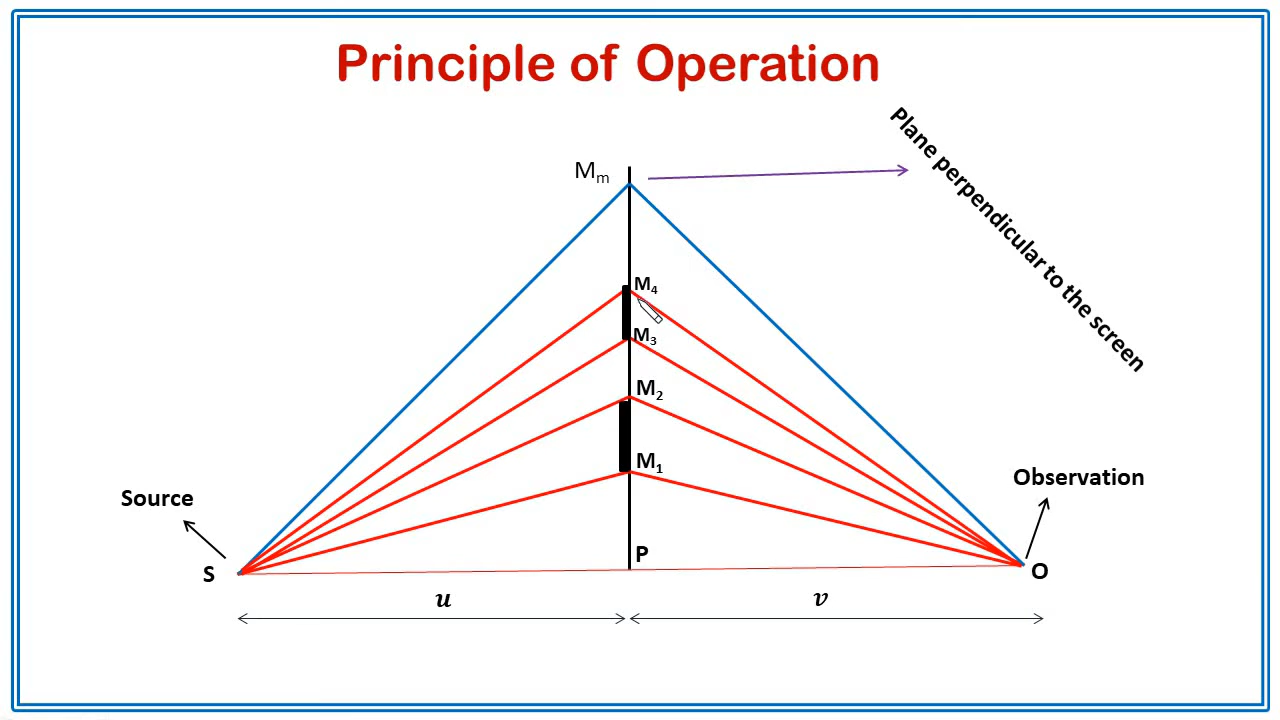 Principle of Operation
Plane perpendicular to the screen
Mₘ
M₄
M₃
M₂
M₁
Source
Observation
P
S
O
u
v